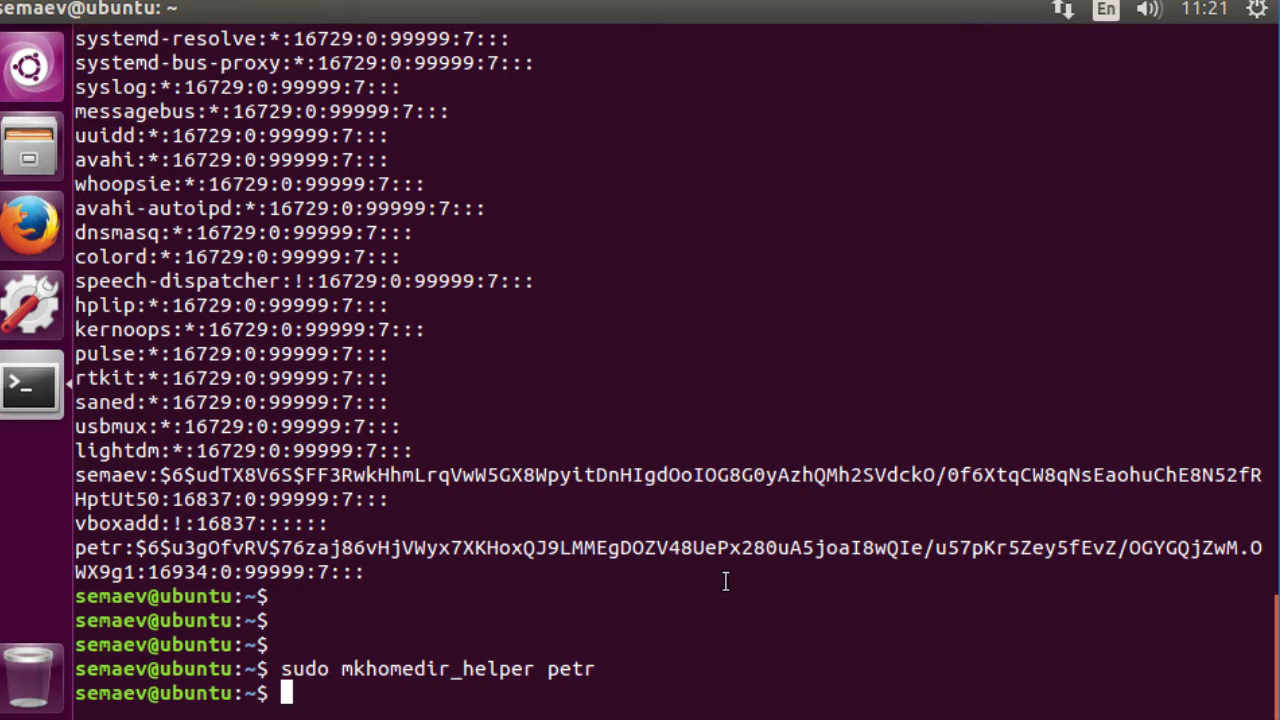 semaev@ubuntu: ~
En
11:21
systemd-resolve:*:16729:0:99999:7:::
systemd-bus-proxy:*:16729:0:99999:7:::
syslog:*:16729:0:99999:7:::
messagebus:*:16729:0:99999:7:::
uuidd:*:16729:0:99999:7:::
avahi:*:16729:0:99999:7:::
whoopsie:*:16729:0:99999:7:::
avahi-autoipd:*:16729:0:99999:7:::
dnsmasq:*:16729:0:99999:7:::
colord:*:16729:0:99999:7:::
speech-dispatcher:!:16729:0:99999:7:::
hplip:*:16729:0:99999:7:::
kernoops:*:16729:0:99999:7:::
pulse:*:16729:0:99999:7:::
rtkit:*:16729:0:99999:7:::
saned:*:16729:0:99999:7:::
usbmux:*:16729:0:99999:7:::
lightdm:*:16729:0:99999:7:::
semaev:$6$udTX8V6S$FF3RwkHhmLrqVwW5GX8WpyitDnHIgdOoIOG8G0yAzhQMh2SVdckO/0f6XtqCW8qNsEaohuChE8N52fR
HptUt50:16837:0:99999:7:::
vboxadd:!:16837::::::
petr:$6$u3gOfvRV$76zaj86vHjVWyx7XKHoxQJ9LMMEgDOZV48UePx280uA5joaI8wQIe/u57pKr5Zey5fEvZ/OGYGQjZwM.O
WX9g1:16934:0:99999:7:::
semaev@ubuntu:~$
semaev@ubuntu:~$
semaev@ubuntu:~$
semaev@ubuntu:~$ sudo mkhomedir_helper petr
semaev@ubuntu:~$